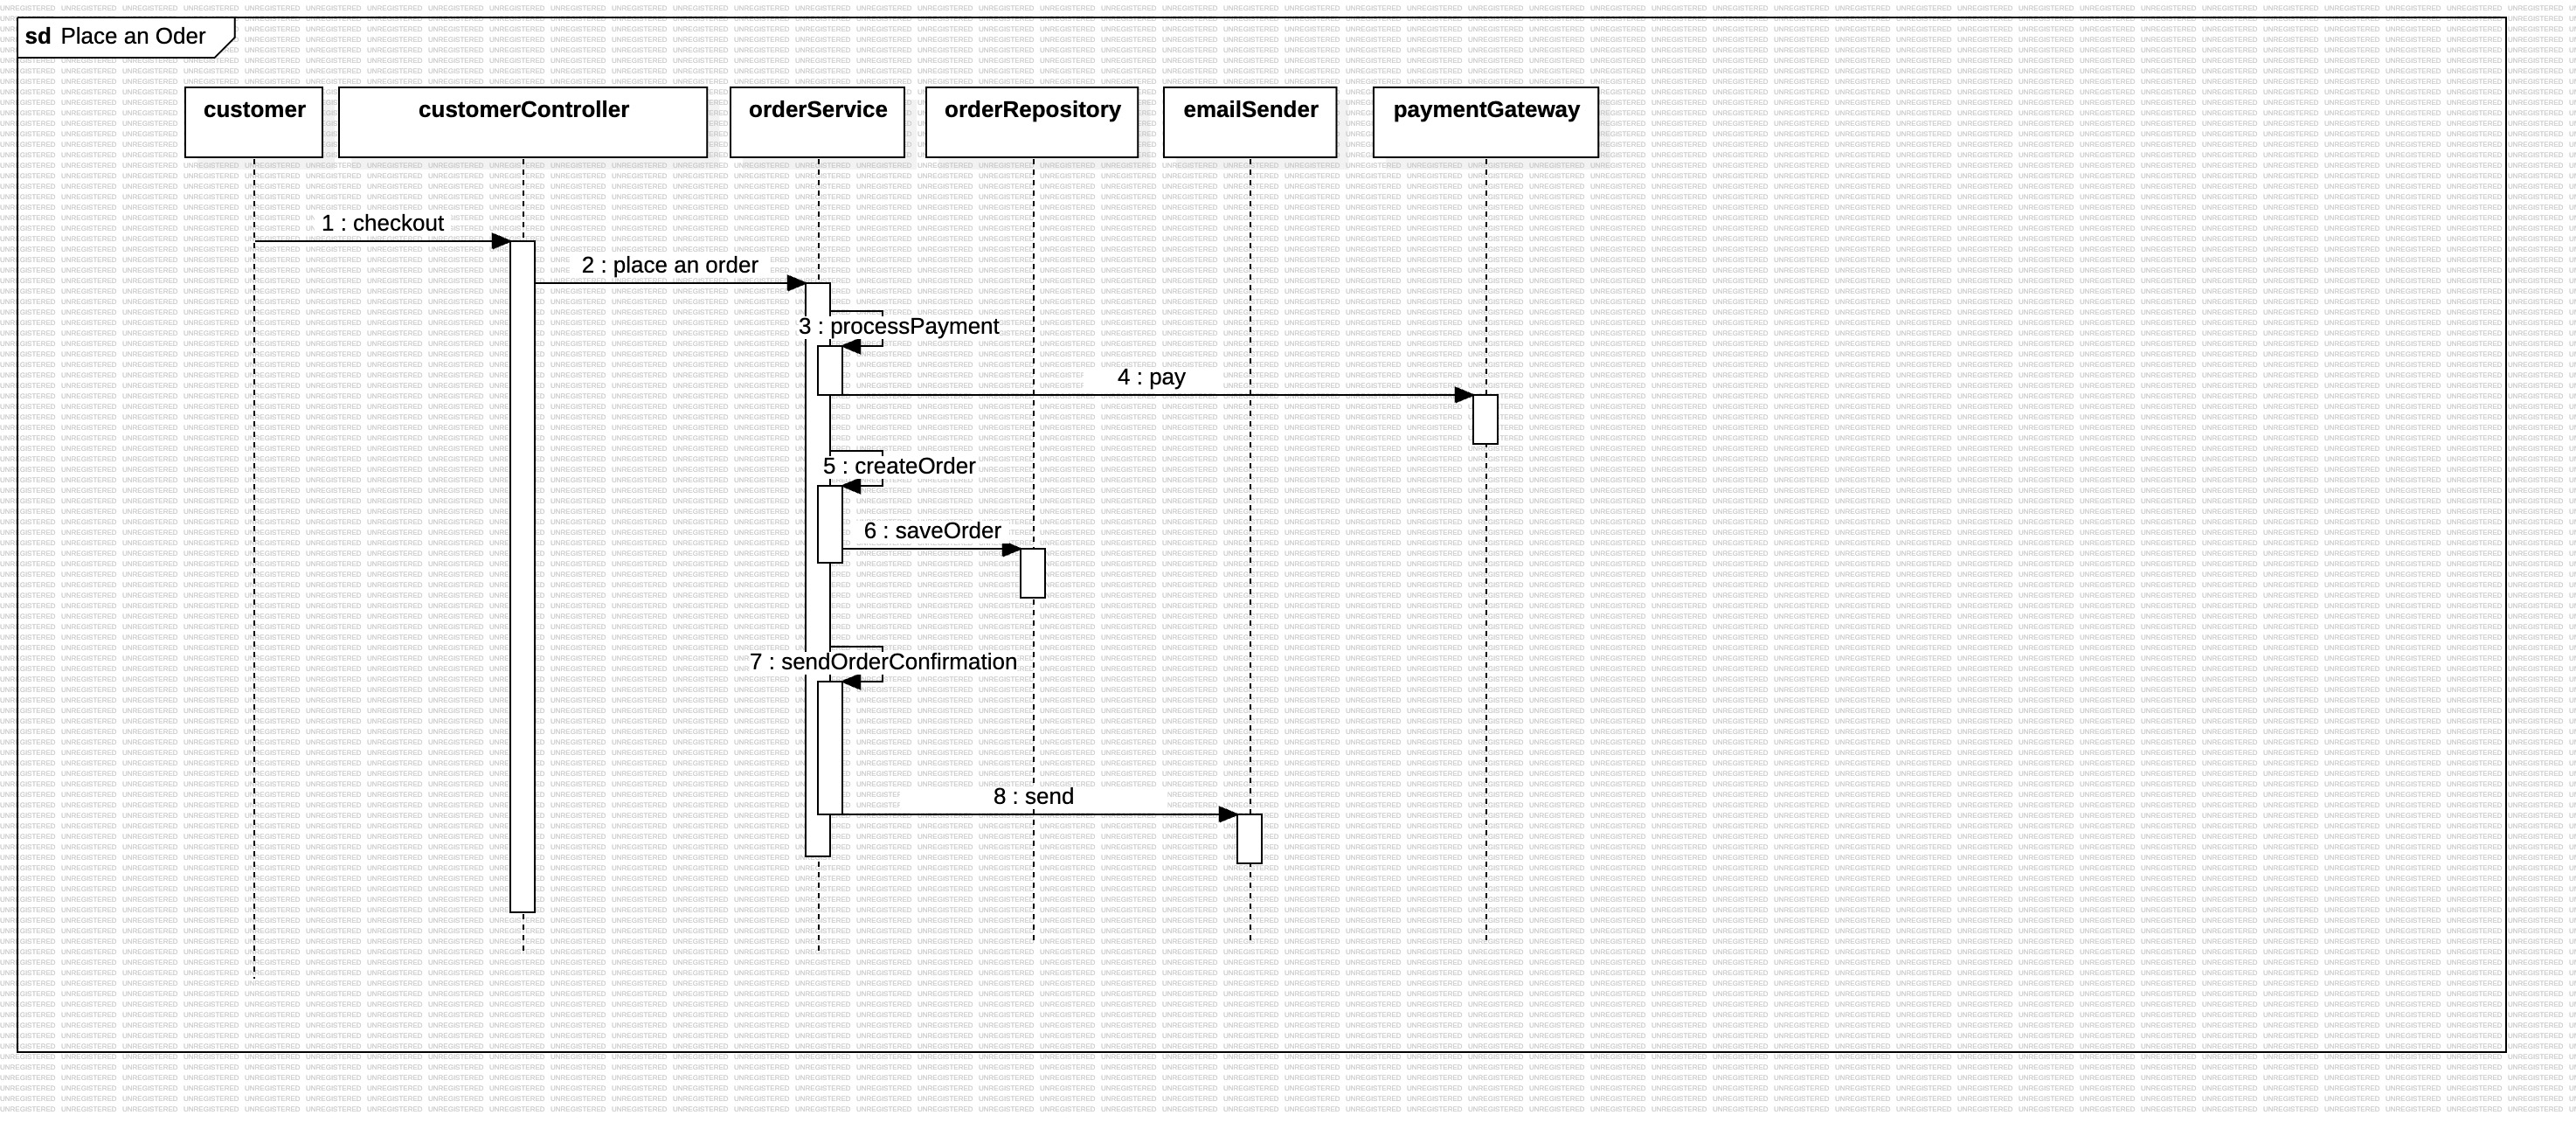 sd Place an Oder
customer
customerController
orderService
orderRepository
emailSender
paymentGateway
1 : checkout
2 : place an order
3 : processPayment
4 : pay
5 : createOrder
6 : saveOrder
7 : sendOrderConfirmation
8 : send
UNREGISTERED